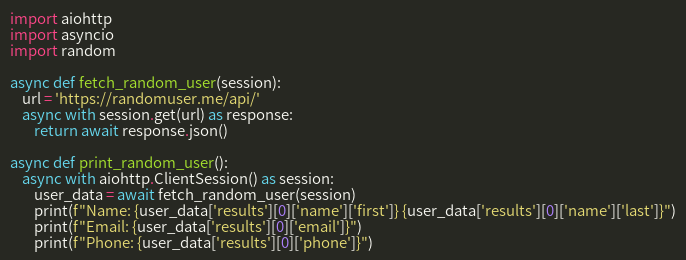 import aiohttp
import asyncio
import random

async def fetch_random_user(session):
    url = 'https://randomuser.me/api/'
    async with session.get(url) as response:
        return await response.json()

async def print_random_user():
    async with aiohttp.ClientSession() as session:
        user_data = await fetch_random_user(session)
        print(f"Name: {user_data['results'][0]['name']['first']} {user_data['results'][0]['name']['last']}")
        print(f"Email: {user_data['results'][0]['email']}")
        print(f"Phone: {user_data['results'][0]['phone']}")